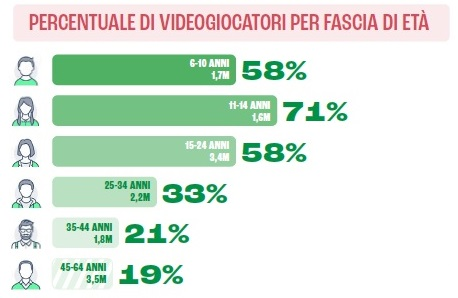 PERCENTUALE DI VIDEOGIOCATORI PER FASCIA DI ETÀ
6-10 ANNI
1,7M
58%
11-14 ANNI
1,6M
71%
15-24 ANNI
3,4M
58%
25-34 ANNI
2,2M
33%
35-44 ANNI
1,8M
21%
45-64 ANNI
3,5M
19%